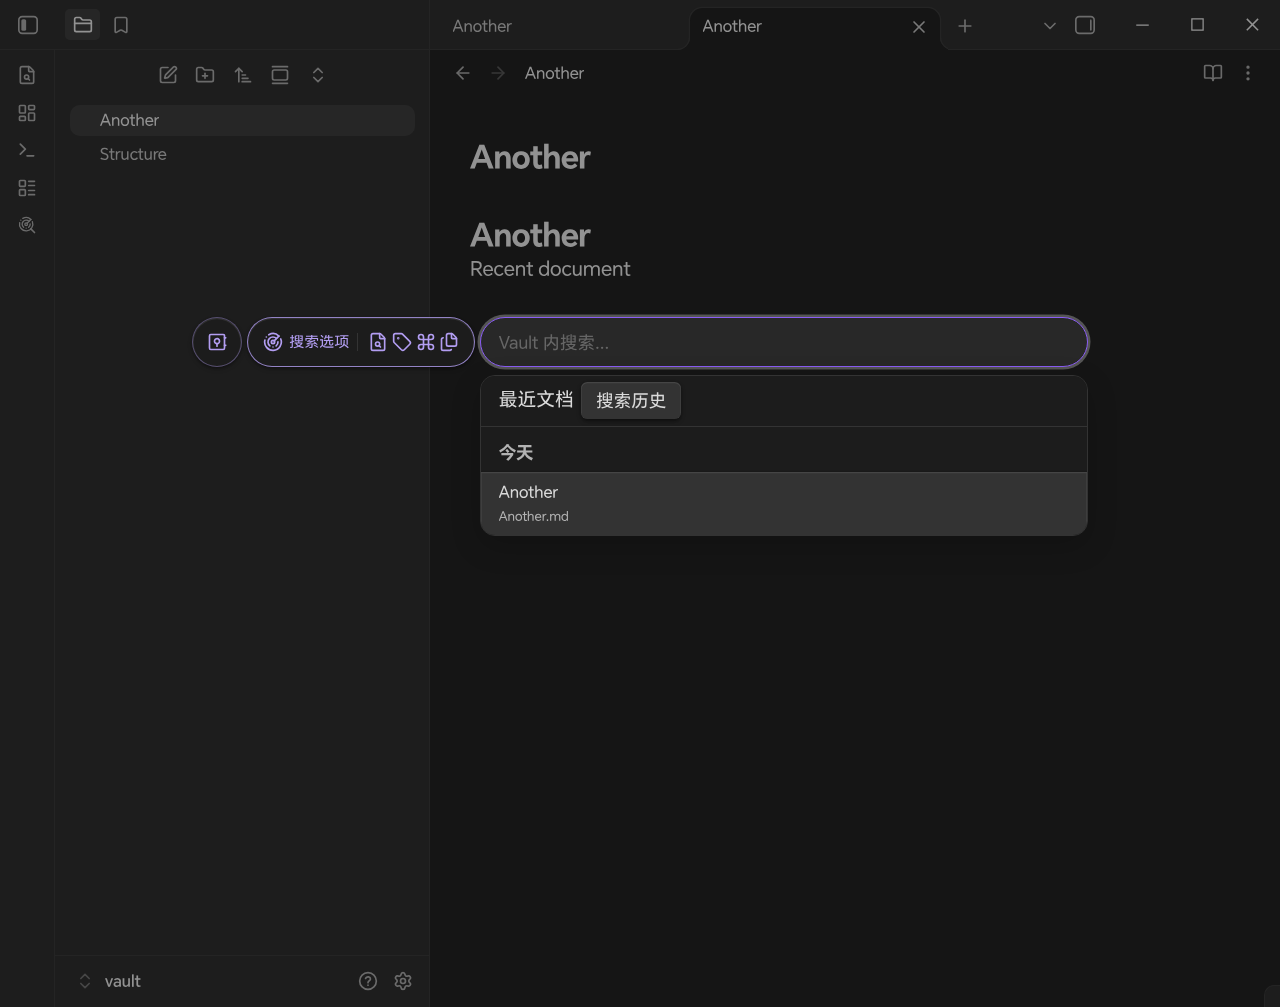 Another
Another
Another
Another
Structure
Another
Another
Recent document
搜索选项
Vault 内搜索...
最近文档
搜索历史
今天
Another
Another.md
vault